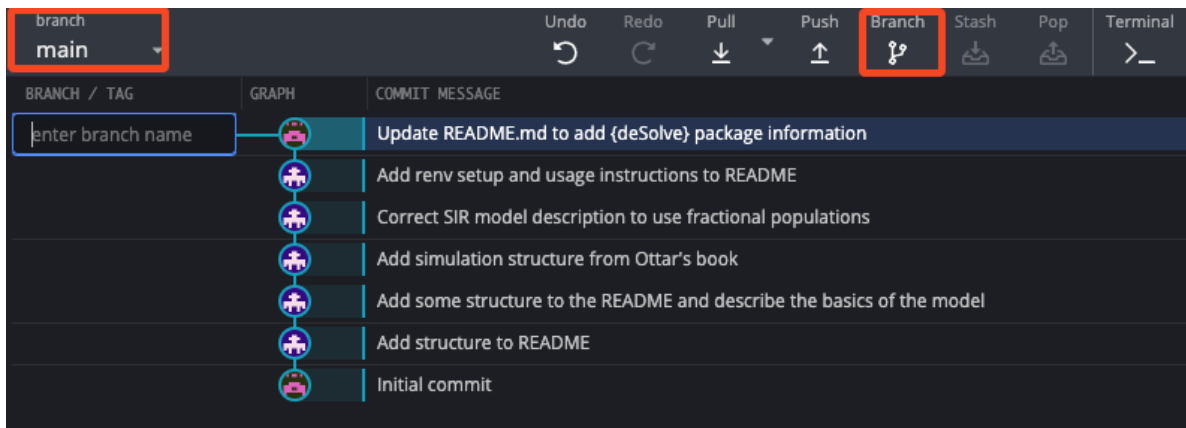 branch
main
Undo Redo Pull Push Branch Stash Pop Terminal
BRANCH / TAG GRAPH COMMIT MESSAGE
enter branch name Update README.md to add {deSolve} package information
Add renv setup and usage instructions to README
Correct SIR model description to use fractional populations
Add simulation structure from Ottar's book
Add some structure to the README and describe the basics of the model
Add structure to README
Initial commit